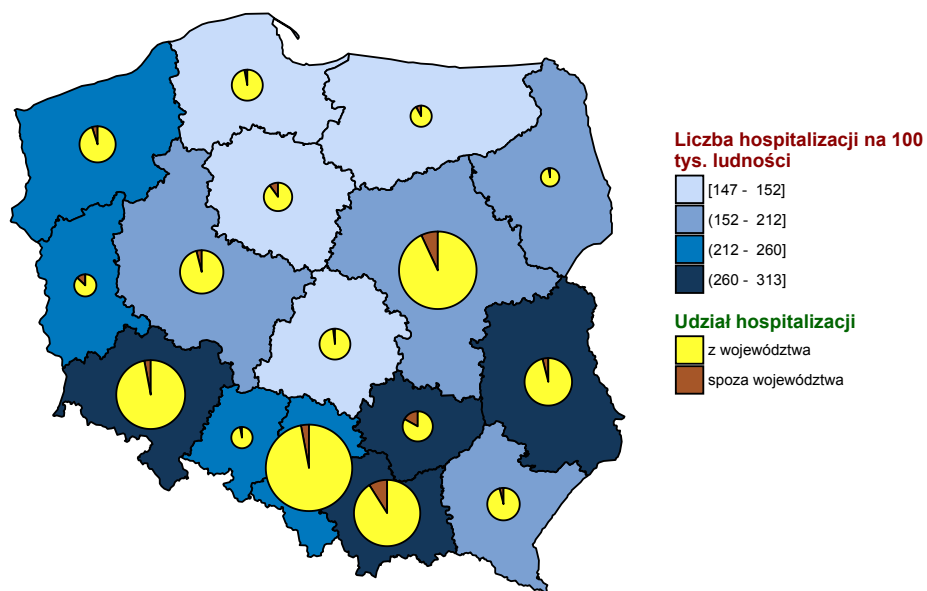 Liczba hospitalizacji na 100
tys. ludności
[147 - 152]
(152 - 212]
(212 - 260]
(260 - 313]
Udział hospitalizacji
z województwa
spoza województwa